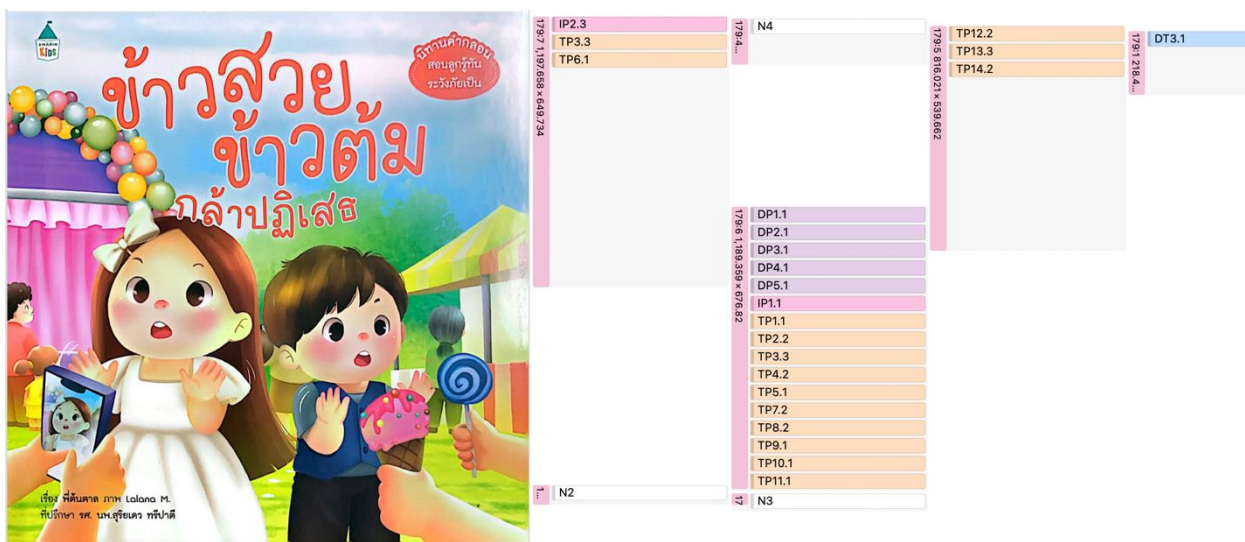 AMARIN
KIDS
นิทานคำกลอน
สอนลูกรู้ทัน
ระวังภัยเป็น
ข้าวสวย
ข้าวต้ม
กล้าปฏิเสธ
เรื่อง พี่ต้นตาล ภาพ Lalana M.
ที่ปรึกษา รศ. นพ.สุริยเดว ทรีปาตี
179:7 1,197.658 × 649.734
IP2.3
TP3.3
TP6.1
1...
N2
179:4...
N4
179:6 1,189.359 × 676.82
DP1.1
DP2.1
DP3.1
DP4.1
DP5.1
IP1.1
TP1.1
TP2.2
TP3.3
TP4.2
TP5.1
TP7.2
TP8.2
TP9.1
TP10.1
TP11.1
17
N3
179:5 816.021 × 539.662
TP12.2
TP13.3
TP14.2
179:1 218.4...
DT3.1